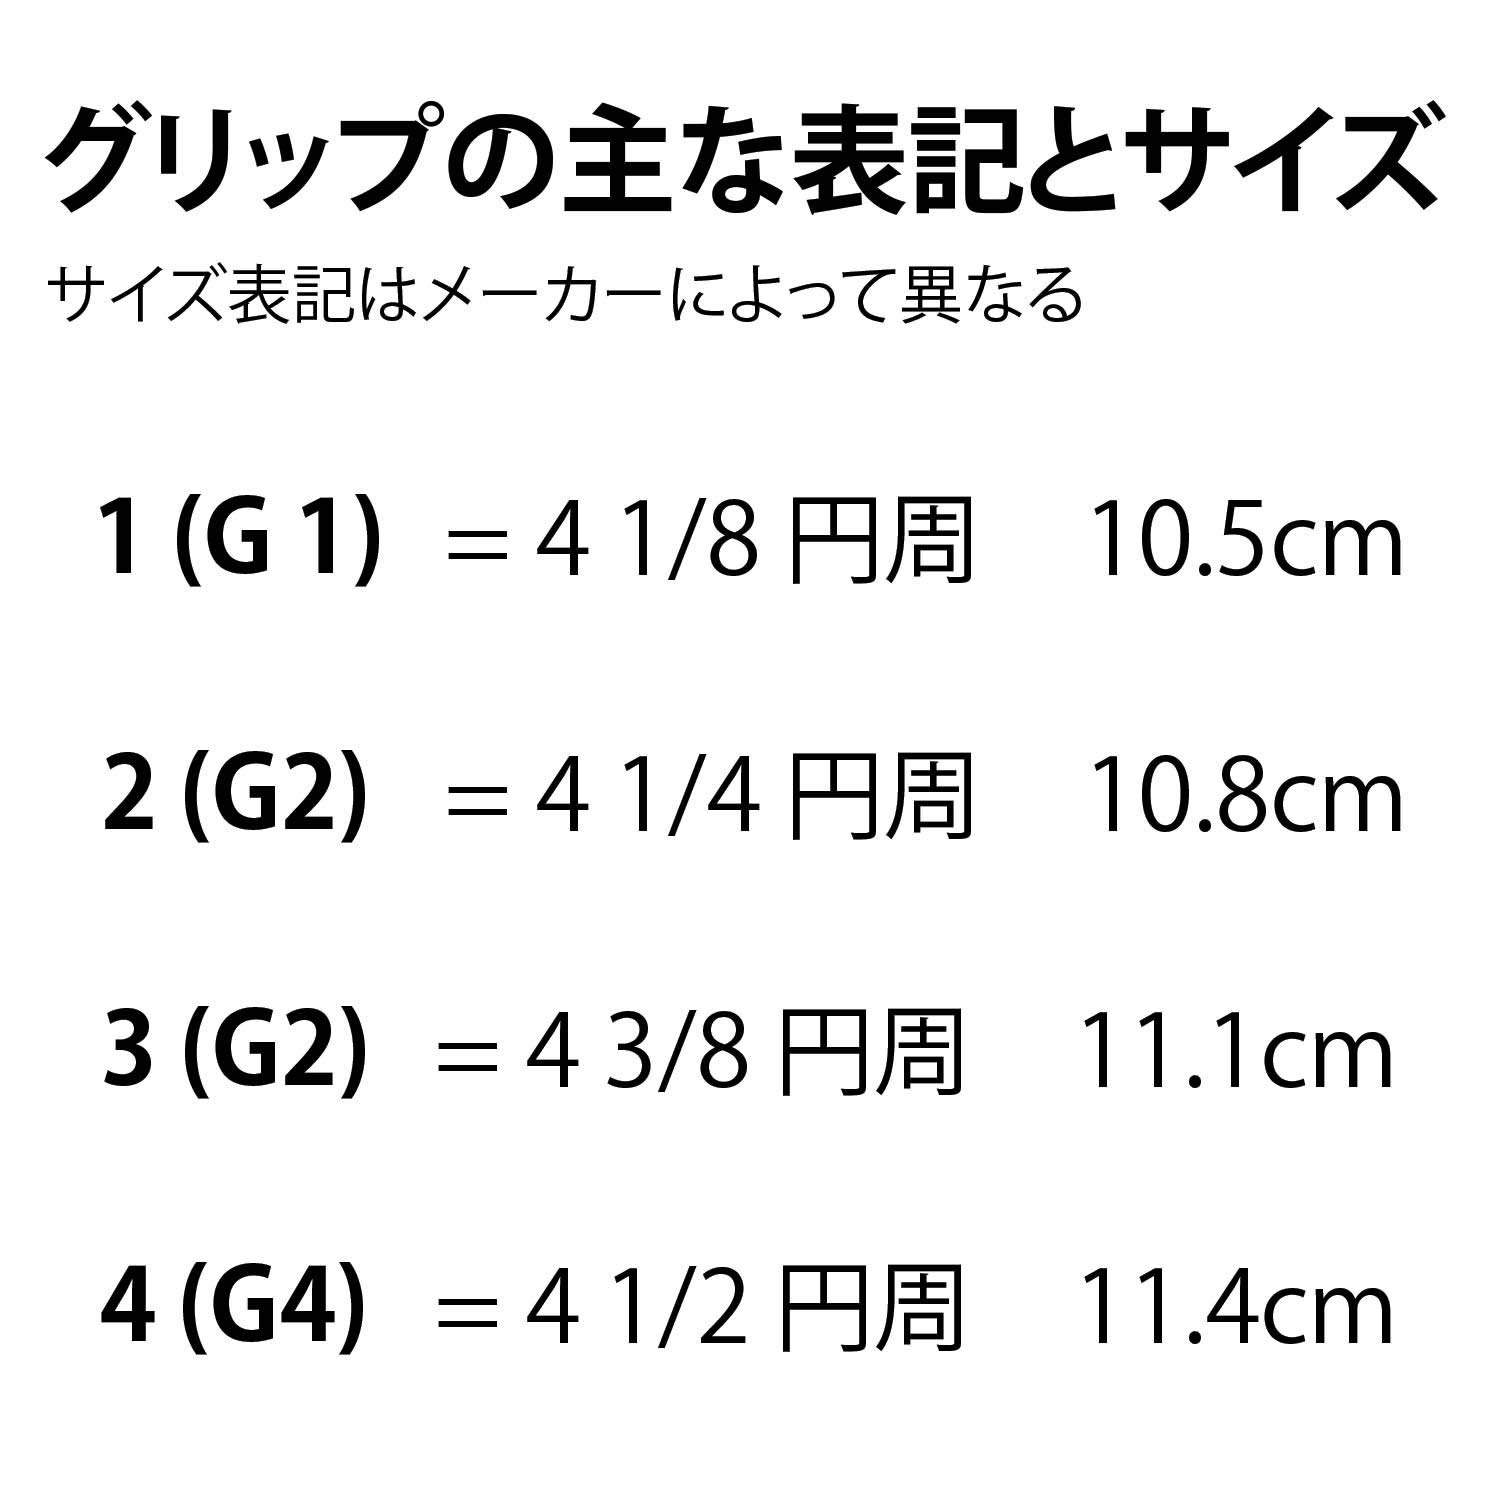 グリップの主な表記とサイズ
サイズ表記はメーカーによって異なる
1 (G 1) = 4 1/8 円周 10.5cm
2 (G2) = 4 1/4 円周 10.8cm
3 (G2) = 4 3/8 円周 11.1cm
4 (G4) = 4 1/2 円周 11.4cm